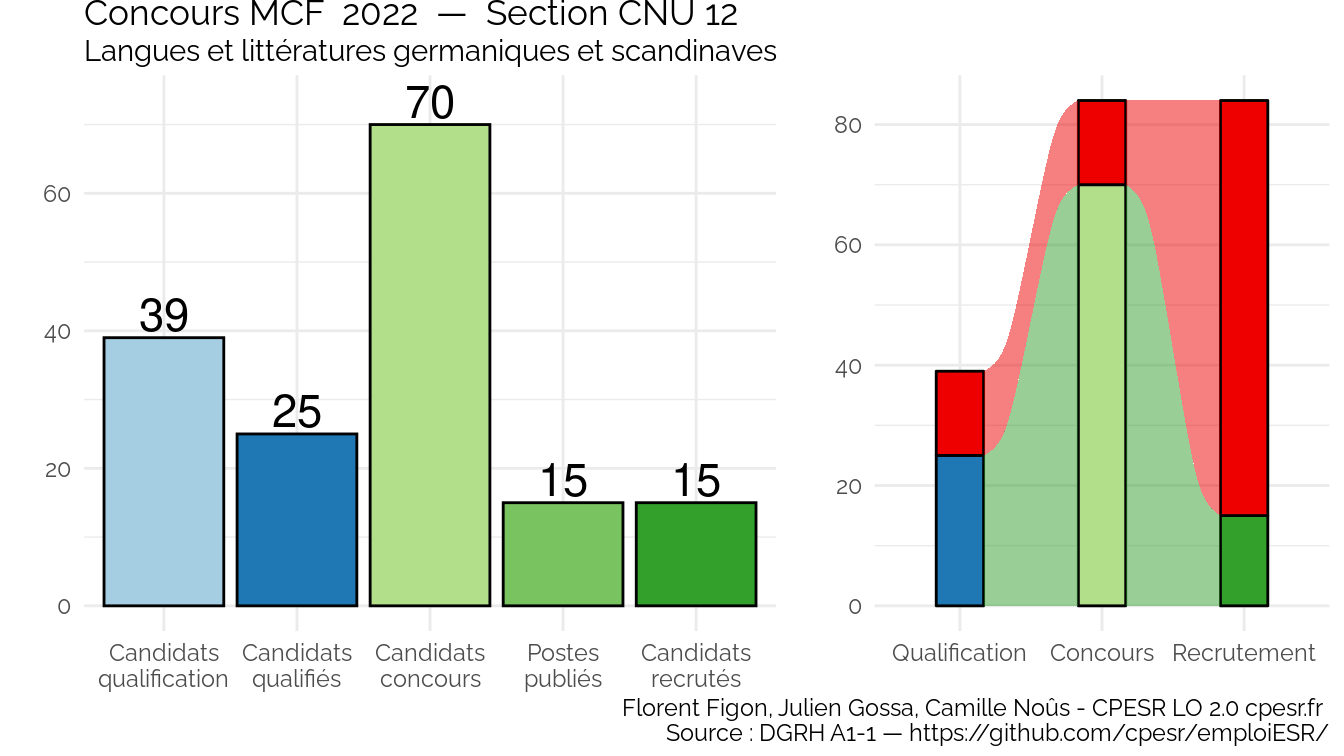 Concours MCF 2022 — Section CNU 12
Langues et littératures germaniques et scandinaves
70
39
25
15
15
60
40
20
0
Candidats qualification
Candidats qualifiés
Candidats concours
Postes publiés
Candidats recrutés
80
60
40
20
0
Qualification
Concours
Recrutement
Florent Figon, Julien Gossa, Camille Noûs - CPESR LO 2.0 cpesr.fr
Source : DGRH A1-1 — https://github.com/cpesr/emploiESR/